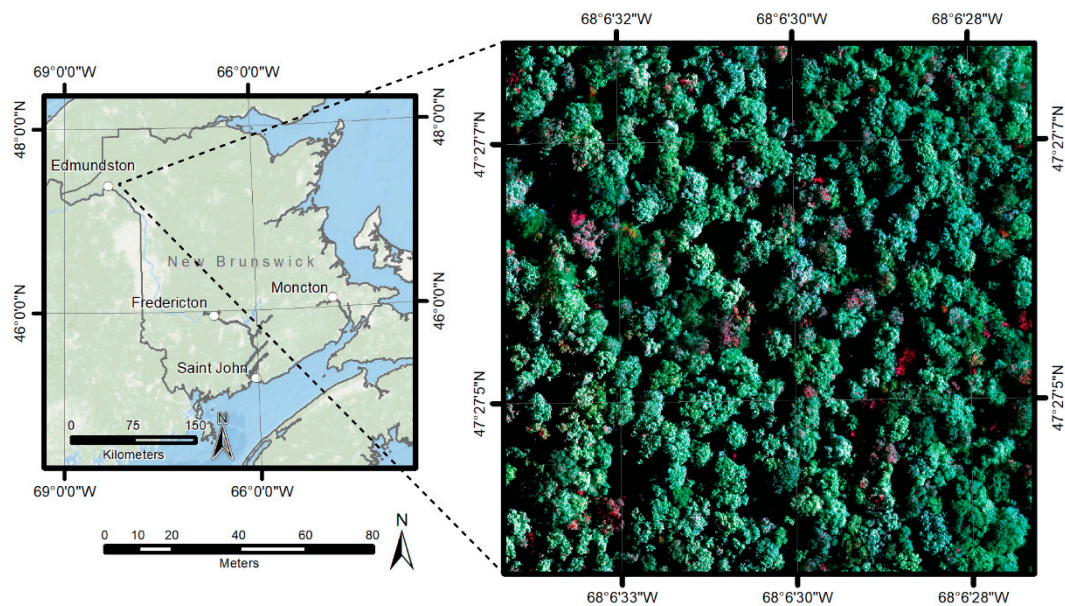 68°6'32"W 68°6'30"W 68°6'28"W
69°0'0"W 66°0'0"W
48°0'0"N
48°0'0"N
Edmundston
New Brunswick
Moncton
Fredericton
46°0'0"N
46°0'0"N
Saint John
N
0 75 150
Kilometers
69°0'0"W 66°0'0"W
47°27'7"N
47°27'7"N
47°27'5"N
47°27'5"N
N
0 10 20 40 60 80
Meters
68°6'33"W 68°6'30"W 68°6'28"W